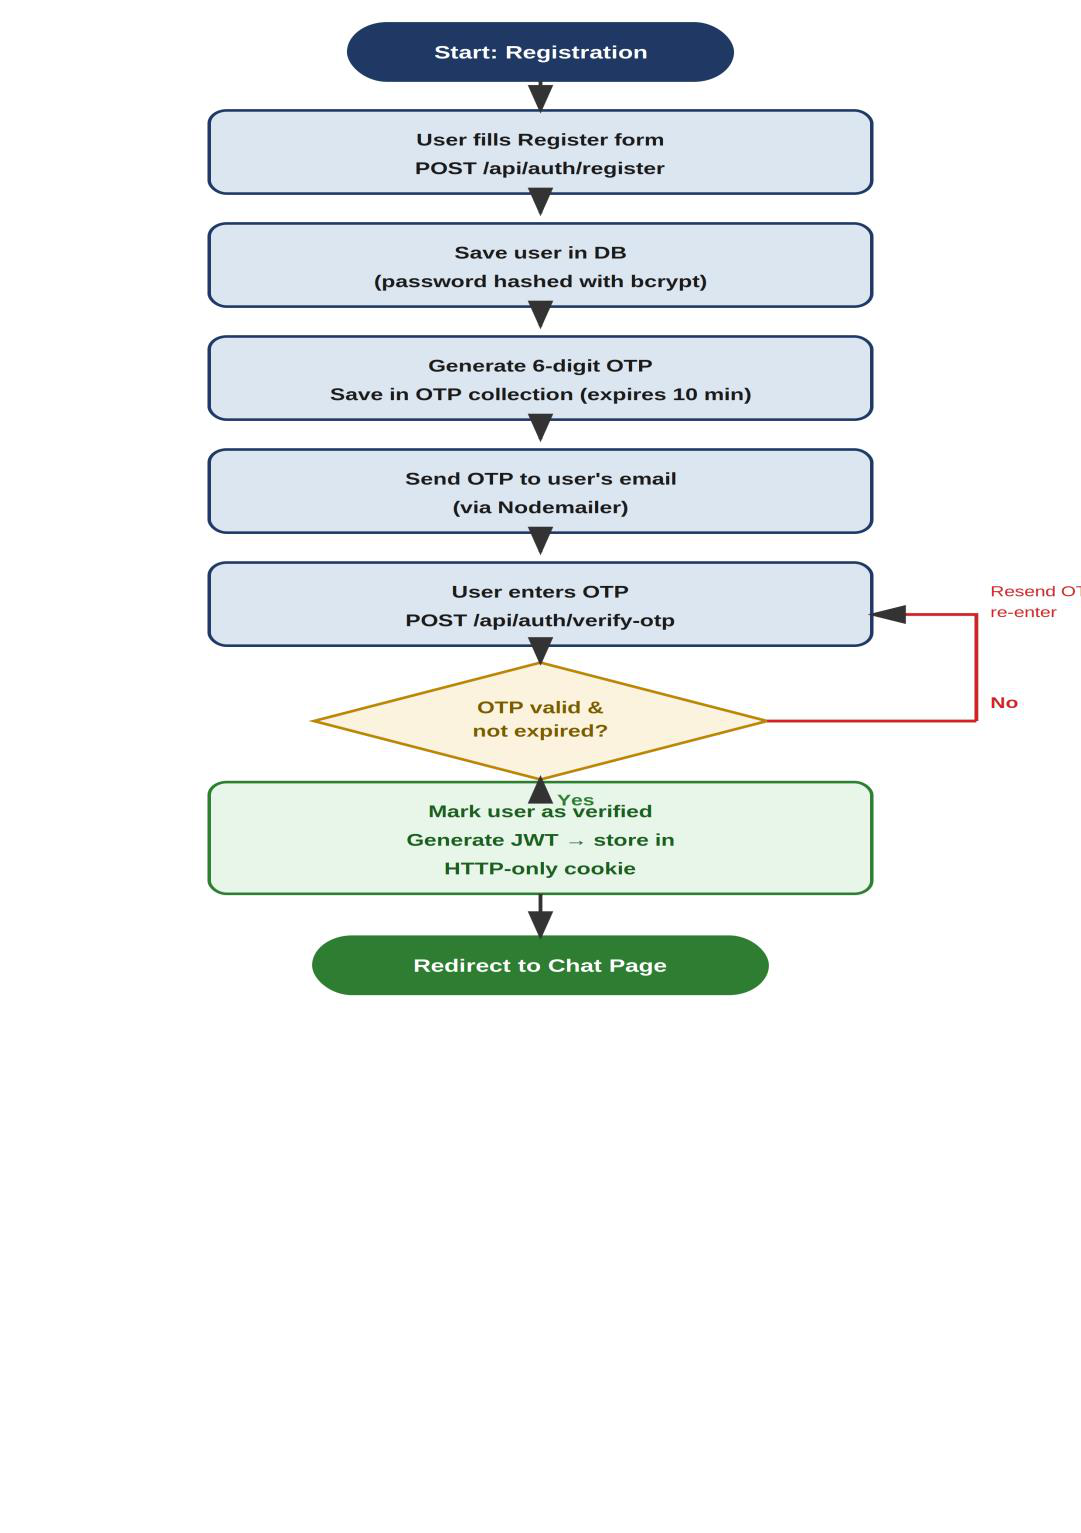 Start: Registration
User fills Register form
POST /api/auth/register
Save user in DB
(password hashed with bcrypt)
Generate 6-digit OTP
Save in OTP collection (expires 10 min)
Send OTP to user's email
(via Nodemailer)
User enters OTP
POST /api/auth/verify-otp
Resend
re-enter
No
OTP valid &
not expired?
Yes
Mark user as verified
Generate JWT → store in
HTTP-only cookie
Redirect to Chat Page